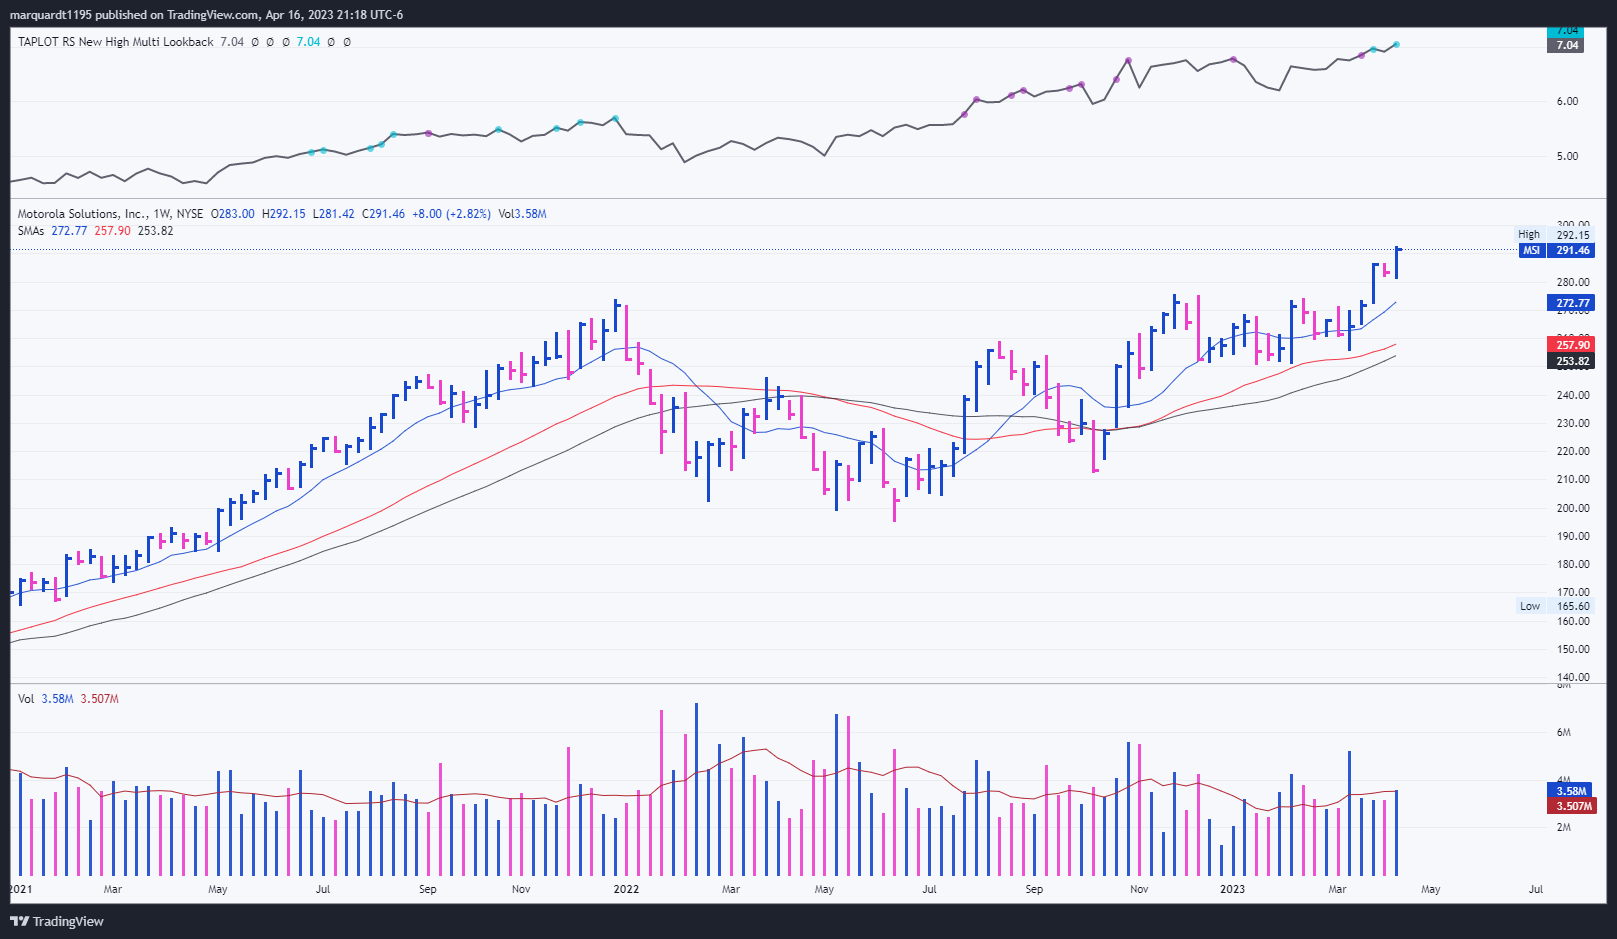 marquardt1195 published on TradingView.com, Apr 16, 2023 21:18 UTC-6
TAPLOT RS New High Multi Lookback 7.04 Ø Ø Ø 7.04 Ø Ø
7.04
7.04
6.00
5.00
Motorola Solutions, Inc., 1W, NYSE O283.00 H292.15 L281.42 C291.46 +8.00 (+2.82%) Vol3.58M
SMAs 272.77 257.90 253.82
300.00
High 292.15
MSI 291.46
280.00
272.77
270.00
257.90
253.82
240.00
230.00
220.00
210.00
200.00
190.00
180.00
170.00
Low 165.60
160.00
150.00
140.00
Vol 3.58M 3.507M
8M
6M
4M
3.58M
3.507M
2M
2021 Mar May Jul Sep Nov 2022 Mar May Jul Sep Nov 2023 Mar May Jul
TradingView